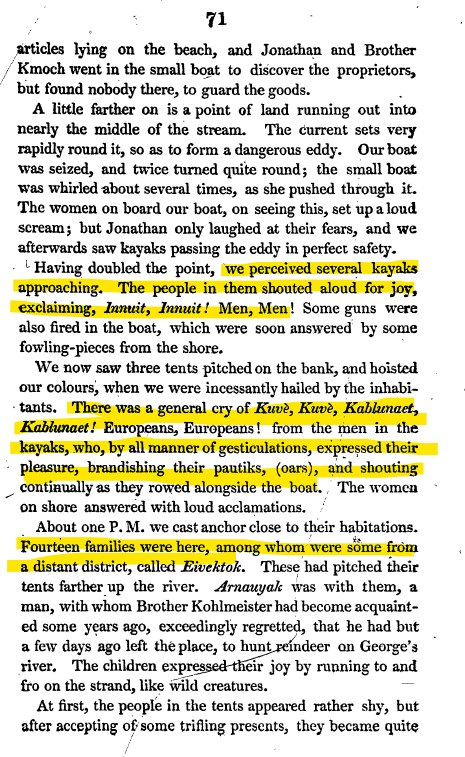 71
articles lying on the beach, and Jonathan and Brother
Kmoch went in the small boat to discover the proprietors,
but found nobody there, to guard the goods.
A little farther on is a point of land running out into
nearly the middle of the stream. The current sets very
rapidly round it, so as to form a dangerous eddy. Our boat
was seized, and twice turned quite round; the small boat
was whirled about several times, as she pushed through it.
The women on board our boat, on seeing this, set up a loud
scream; but Jonathan only laughed at their fears, and we
afterwards saw kayaks passing the eddy in perfect safety.
Having doubled the point, we perceived several kayaks
approaching. The people in them shouted aloud for joy,
exclaiming, Innuit, Innuit! Men, Men! Some guns were
also fired in the boat, which were soon answered by some
fowling-pieces from the shore.
We now saw three tents pitched on the bank, and hoisted
our colours, when we were incessantly hailed by the inhabi-
tants. There was a general cry of Kuvè, Kuvè, Kablunaet,
Kablunaet! Europeans, Europeans! from the men in the
kayaks, who, by all manner of gesticulations, expressed their
pleasure, brandishing their pautiks, (oars), and shouting
continually as they rowed alongside the boat. The women
on shore answered with loud acclamations.
About one P. M. we cast anchor close to their habitations.
Fourteen families were here, among whom were some from
a distant district, called Eivektok. These had pitched their
tents farther up the river. Arnauyak was with them, a
man, with whom Brother Kohlmeister had become acquaint-
ed some years ago, exceedingly regretted, that he had but
a few days ago left the place, to hunt reindeer on George's
river. The children expressed their joy by running to and
fro on the strand, like wild creatures.
At first, the people in the tents appeared rather shy, but
after accepting of some trifling presents, they became quite